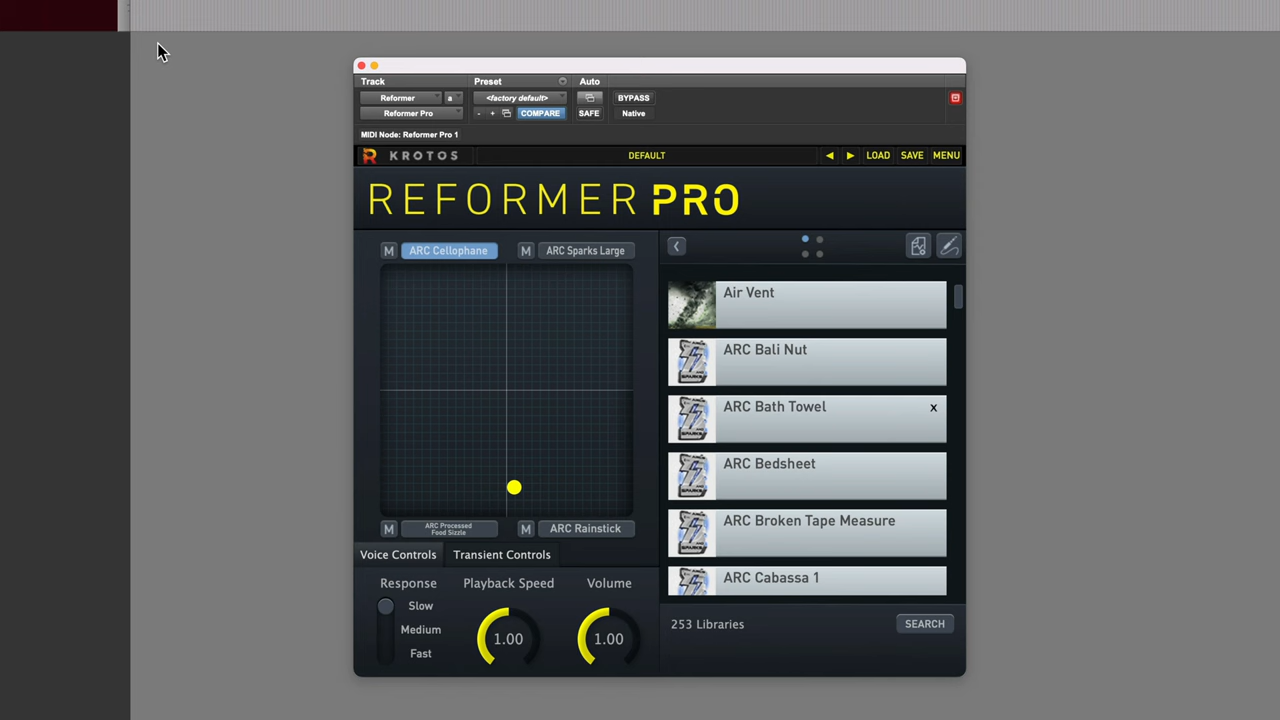 Track Preset Auto
Reformer a <factory default> BYPASS
Reformer Pro - + COMPARE SAFE Native
MIDI Node: Reformer Pro 1
KROTOS DEFAULT LOAD SAVE MENU
REFORMER PRO
M ARC Cellophane M ARC Sparks Large
Air Vent
ARC Bali Nut
ARC Bath Towel x
ARC Bedsheet
ARC Broken Tape Measure
ARC Cabassa 1
M ARC Processed
Food Sizzle
M ARC Rainstick
Voice Controls Transient Controls
Response Playback Speed Volume
Slow
Medium
Fast
1.00 1.00
253 Libraries SEARCH